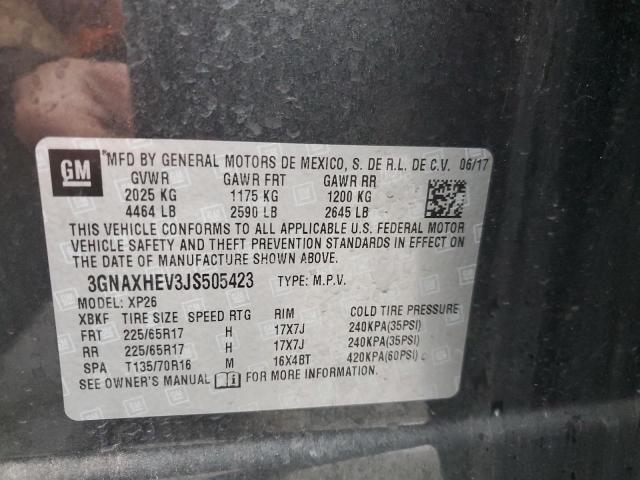 GM
MFD BY GENERAL MOTORS DE MEXICO, S. DE R.L. DE C.V. 06/17
GVWR GAWR FRT GAWR RR
2025 KG 1175 KG 1200 KG
4464 LB 2590 LB 2645 LB
THIS VEHICLE CONFORMS TO ALL APPLICABLE U.S. FEDERAL MOTOR
VEHICLE SAFETY AND THEFT PREVENTION STANDARDS IN EFFECT ON
THE DATE OF MANUFACTURE SHOWN ABOVE.
3GNAXHEV3JS505423 TYPE: M.P.V.
MODEL: XP26
XBKF TIRE SIZE SPEED RTG RIM COLD TIRE PRESSURE
FRT 225/65R17 H 17X7J 240KPA(35PSI)
RR 225/65R17 H 17X7J 240KPA(35PSI)
SPA T135/70R16 M 16X4BT 420KPA(60PSI)
SEE OWNER'S MANUAL FOR ADDITIONAL INFORMATION